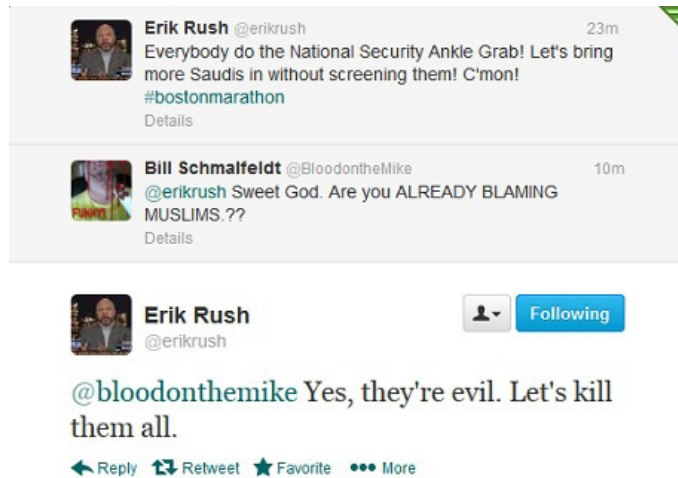 Erik Rush @erikrush 23m
Everybody do the National Security Ankle Grab! Let's bring
more Saudis in without screening them! C'mon!
#bostonmarathon
Details
Bill Schmalfeldt @BloodontheMike 10m
@erikrush Sweet God. Are you ALREADY BLAMING
MUSLIMS.??
FUNNY!
Details
Erik Rush
@erikrush
Following
@bloodonthemike Yes, they're evil. Let's kill
them all.
Reply Retweet Favorite More